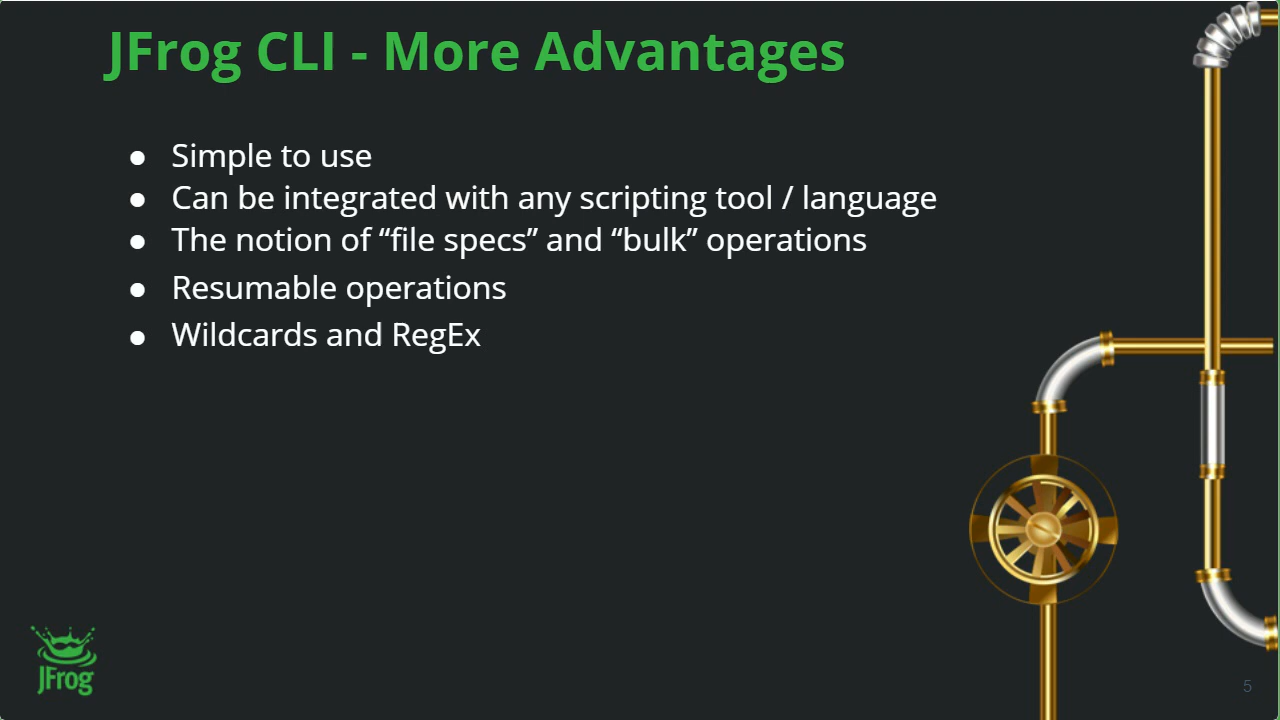 JFrog CLI - More Advantages
● Simple to use
● Can be integrated with any scripting tool / language
● The notion of “file specs” and “bulk” operations
● Resumable operations
● Wildcards and RegEx
JFrog
5